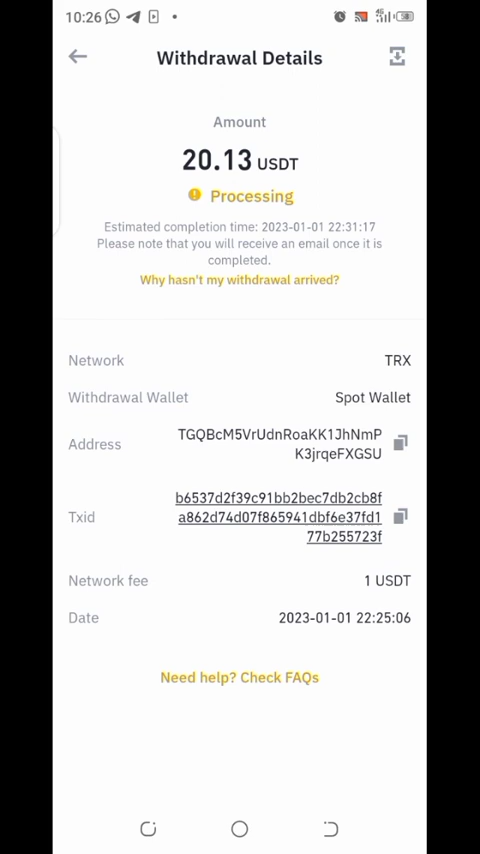 10:26
4G
58
Withdrawal Details
Amount
20.13 USDT
Processing
Estimated completion time: 2023-01-01 22:31:17
Please note that you will receive an email once it is
completed.
Why hasn't my withdrawal arrived?
Network TRX
Withdrawal Wallet Spot Wallet
Address TGQBcM5VrUdnRoaKK1JhNmP
K3jrqeFXGSU
Txid b6537d2f39c91bb2bec7db2cb8f
a862d74d07f865941dbf6e37fd1
77b255723f
Network fee 1 USDT
Date 2023-01-01 22:25:06
Need help? Check FAQs